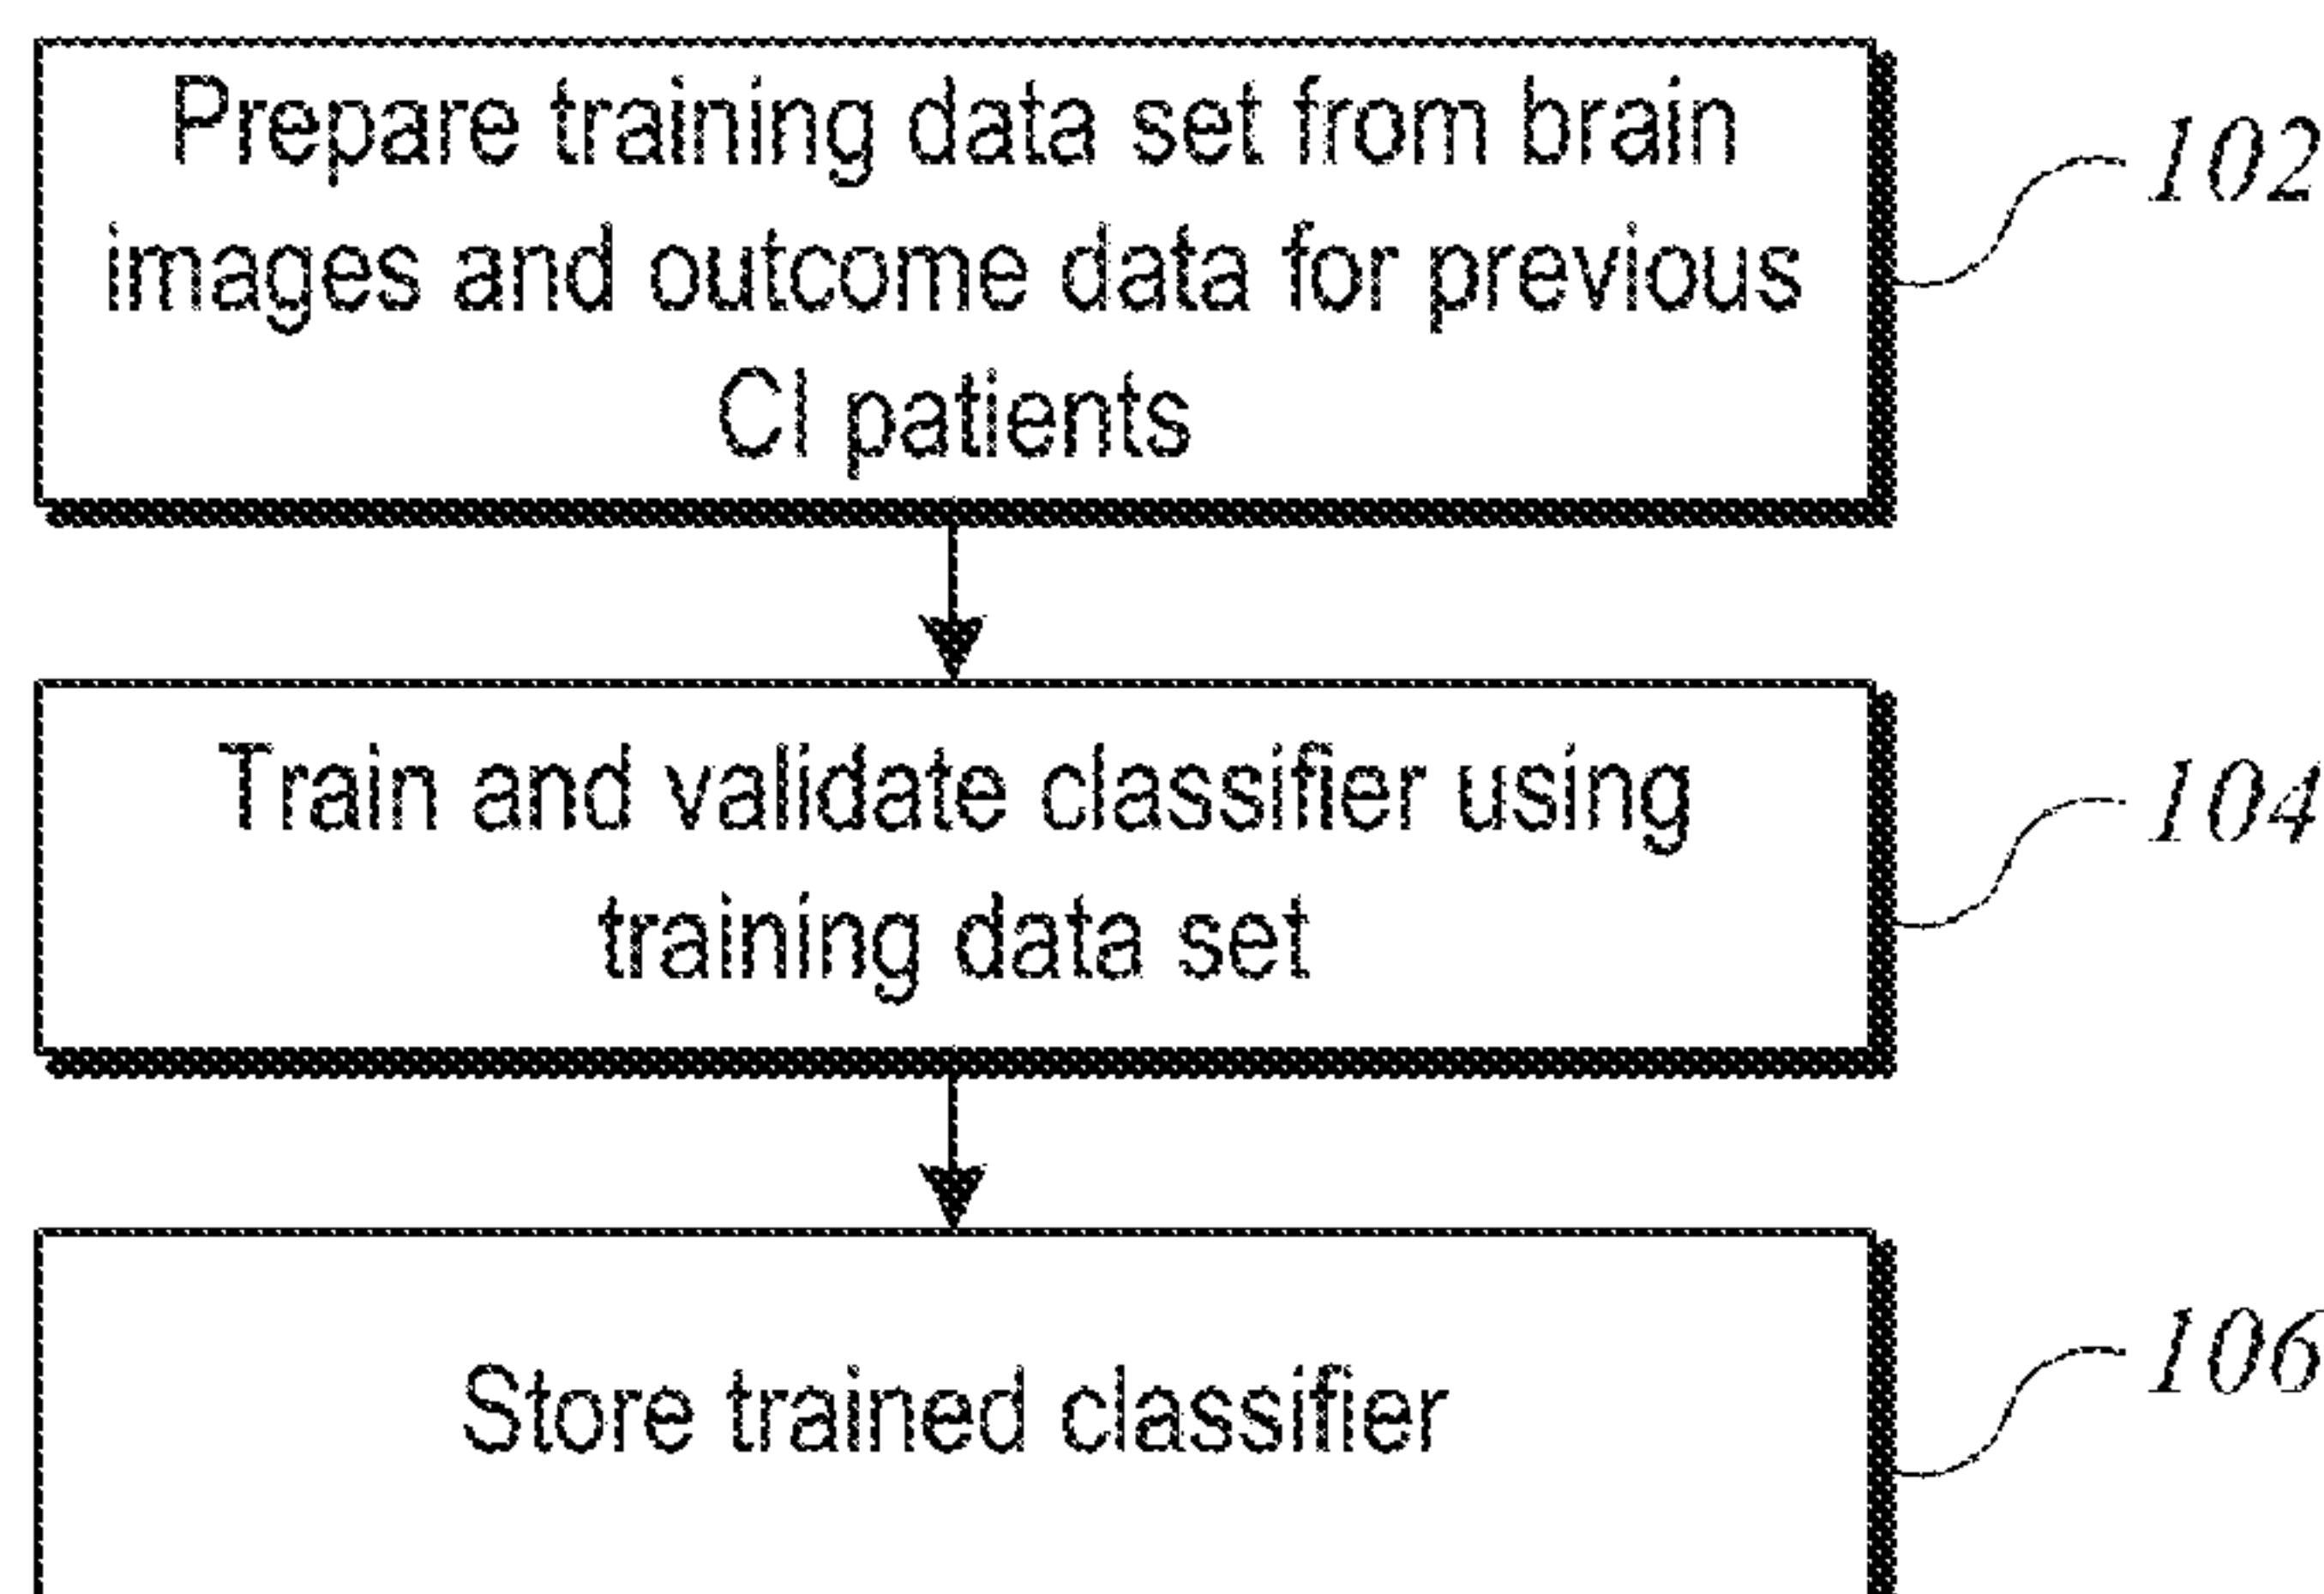 Prepare training data set from brain
images and outcome data for previous
CI patients
102
Train and validate classifier using
training data set
104
Store trained classifier
106